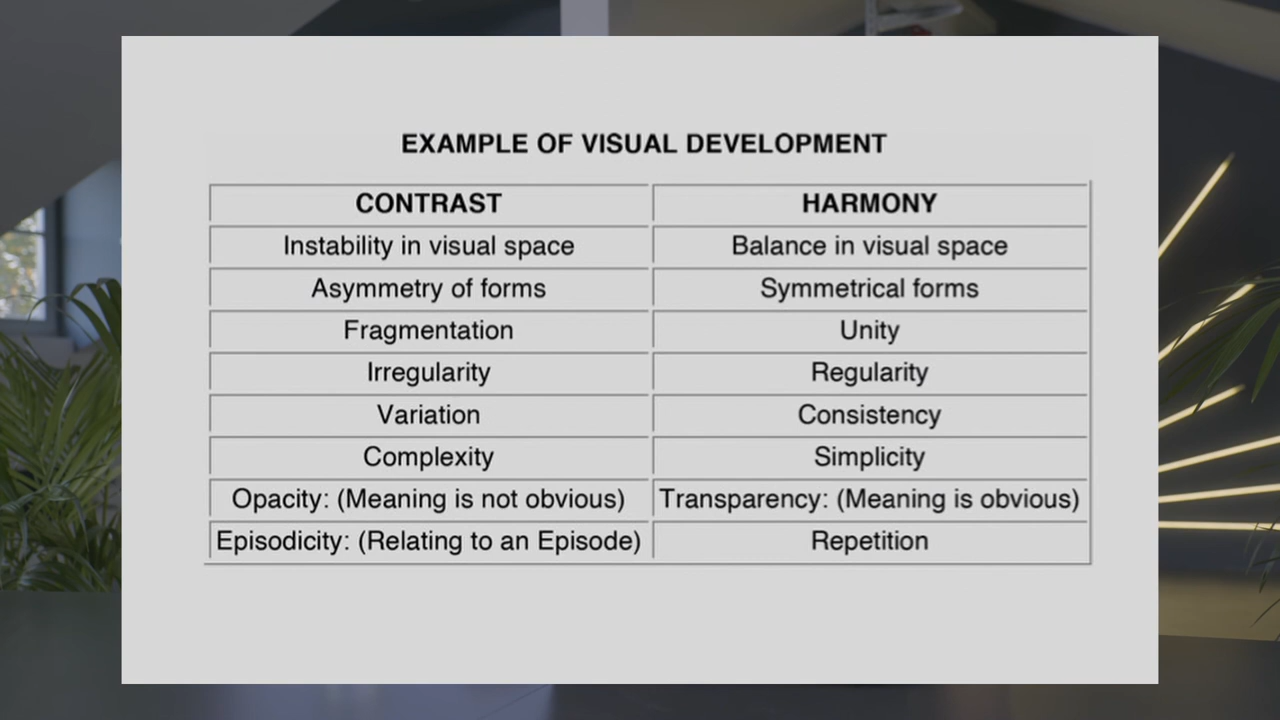 EXAMPLE OF VISUAL DEVELOPMENT
CONTRAST HARMONY
Instability in visual space Balance in visual space
Asymmetry of forms Symmetrical forms
Fragmentation Unity
Irregularity Regularity
Variation Consistency
Complexity Simplicity
Opacity: (Meaning is not obvious) Transparency: (Meaning is obvious)
Episodicity: (Relating to an Episode) Repetition